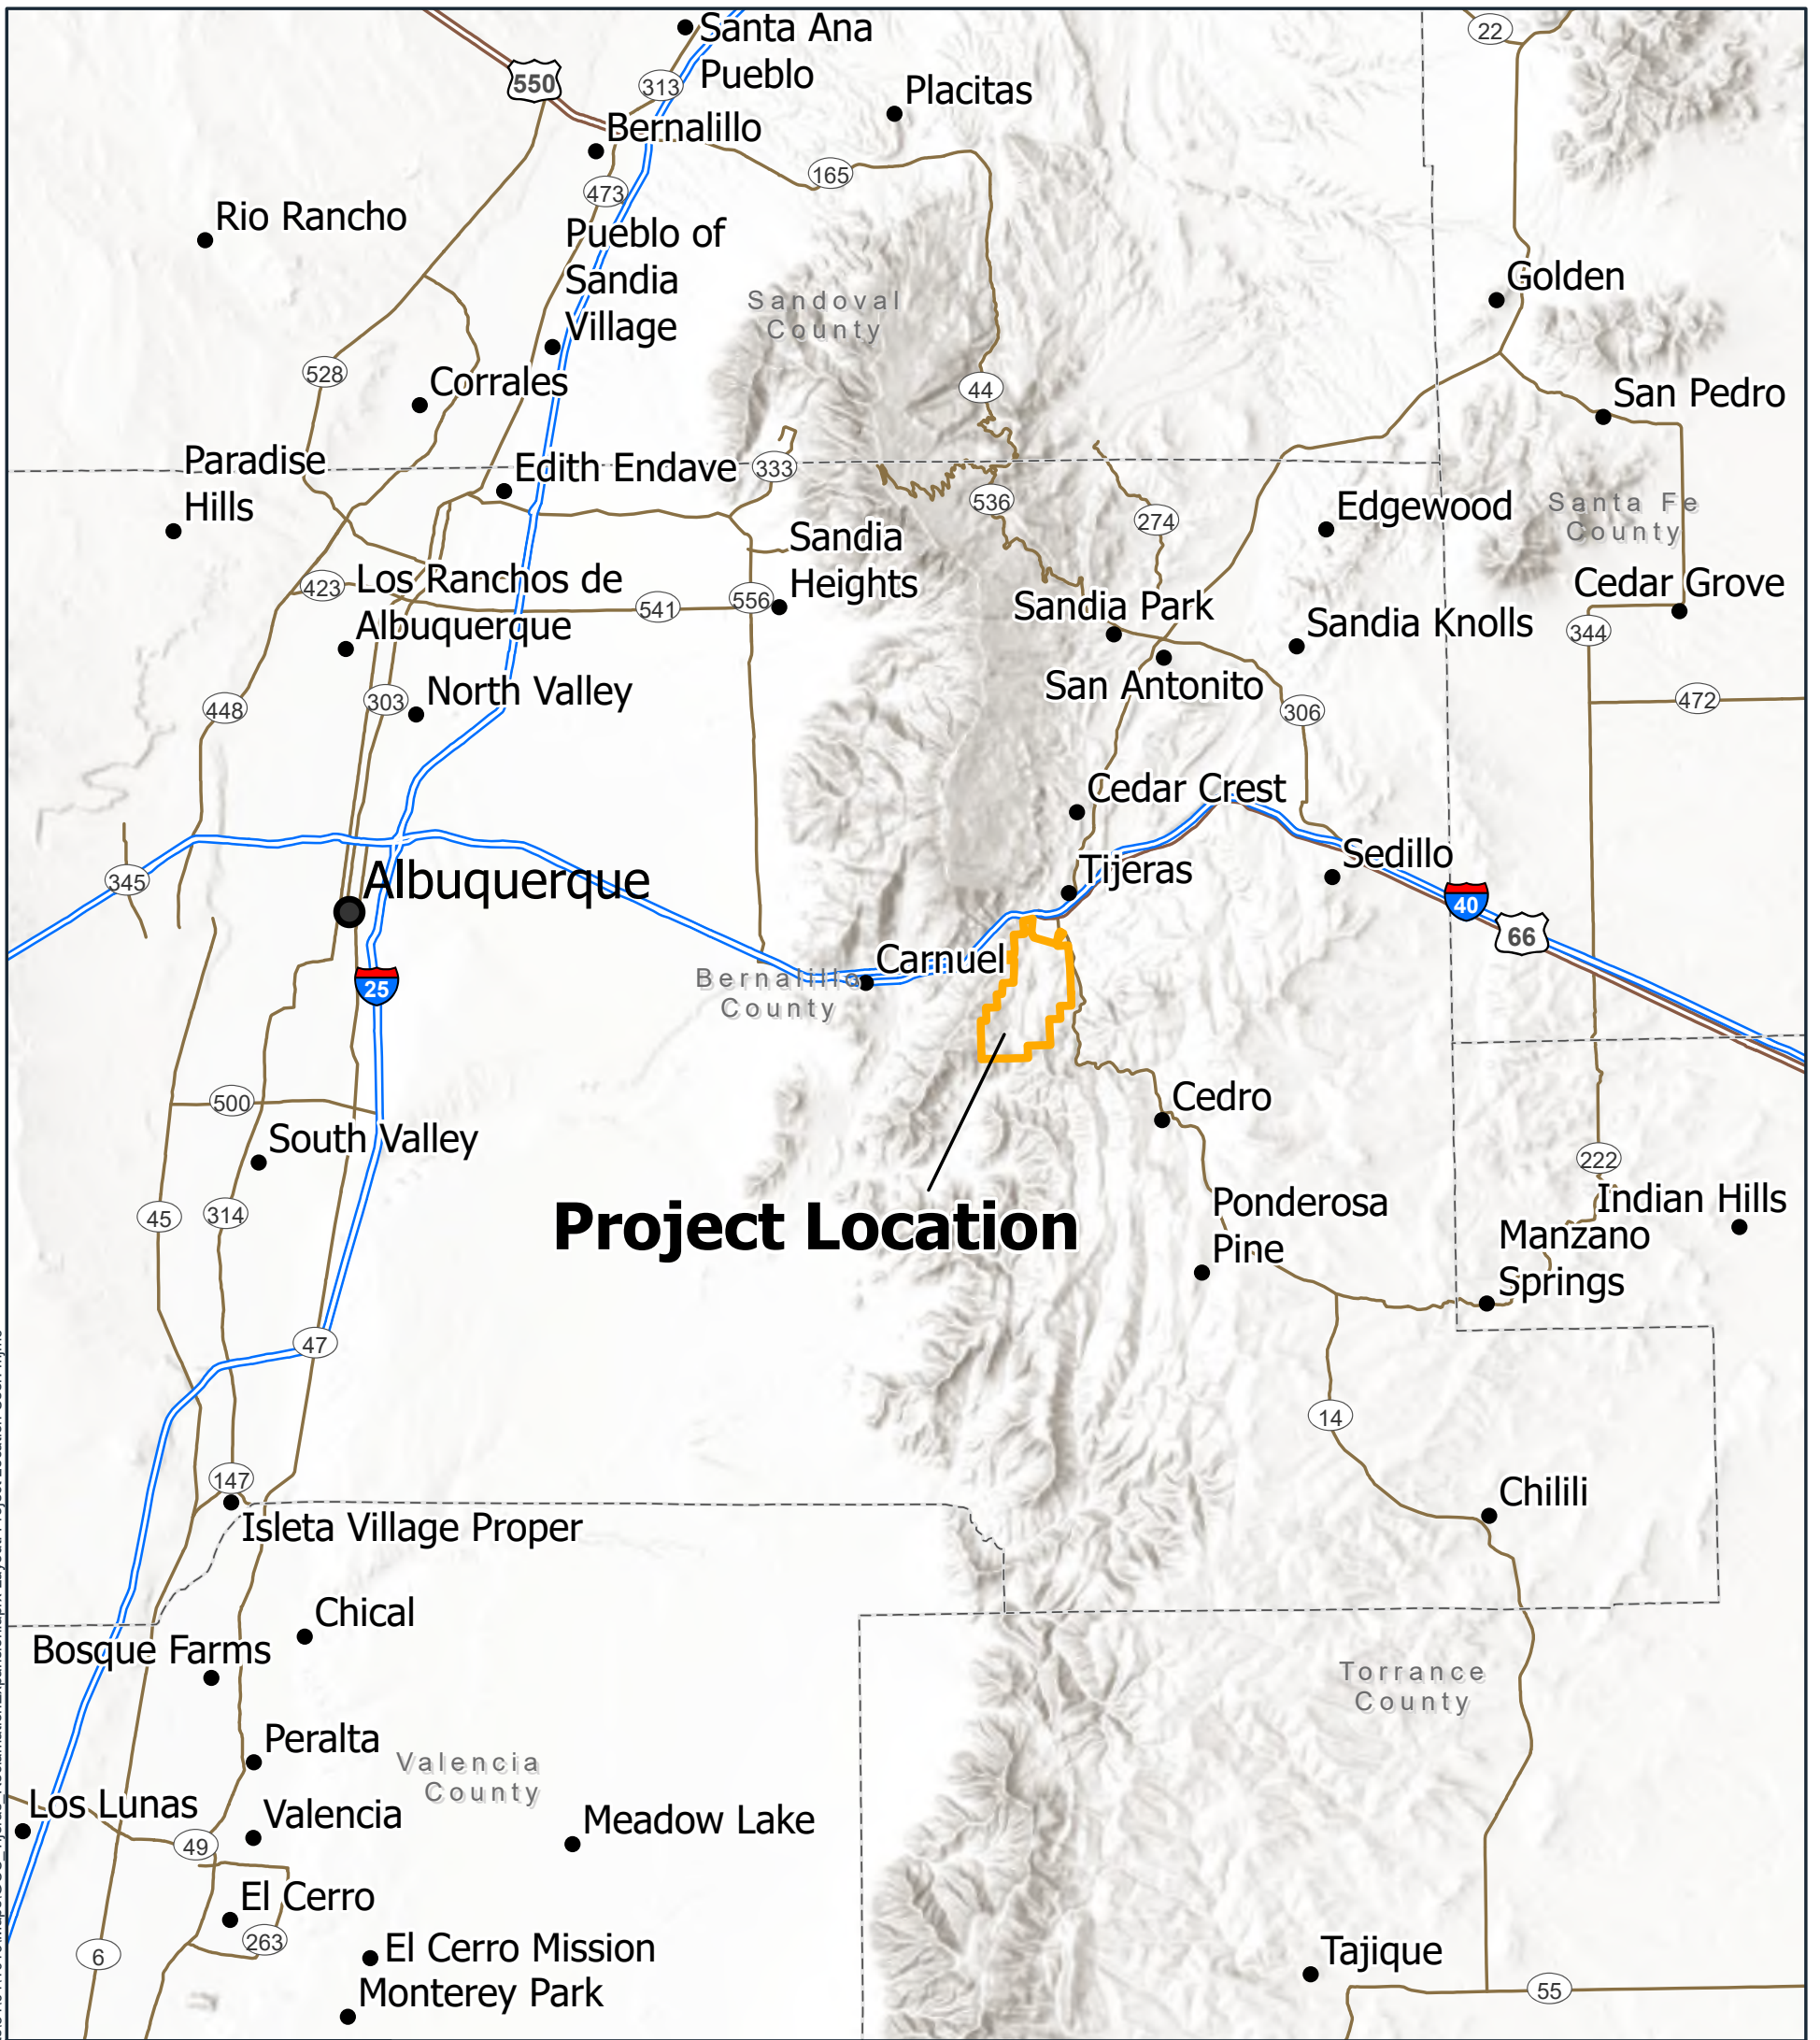 Santa Ana
Pueblo
22
550
313
Placitas
Bernalillo
165
473
Rio Rancho
Pueblo of
Sandia
Village
Sandoval
County
Golden
528
Corrales
44
San Pedro
Paradise
Hills
Edith Endave
333
536
274
Edgewood
Santa Fe
County
Sandia
Heights
423
Los Ranchos de
Albuquerque
541
556
Sandia Park
Sandia Knolls
Cedar Grove
344
San Antonito
448
303
North Valley
306
472
Cedar Crest
345
Albuquerque
Tijeras
Sedillo
40
66
25
Bernalillo
County
Carnuel
500
South Valley
Cedro
222
45
314
Project Location
Ponderosa
Pine
Indian Hills
Manzano
Springs
47
14
147
Isleta Village Proper
Chilili
Chical
Bosque Farms
Torrance
County
Peralta
Valencia
County
Los Lunas
49
Valencia
Meadow Lake
El Cerro
263
6
El Cerro Mission
Monterey Park
Tajique
55